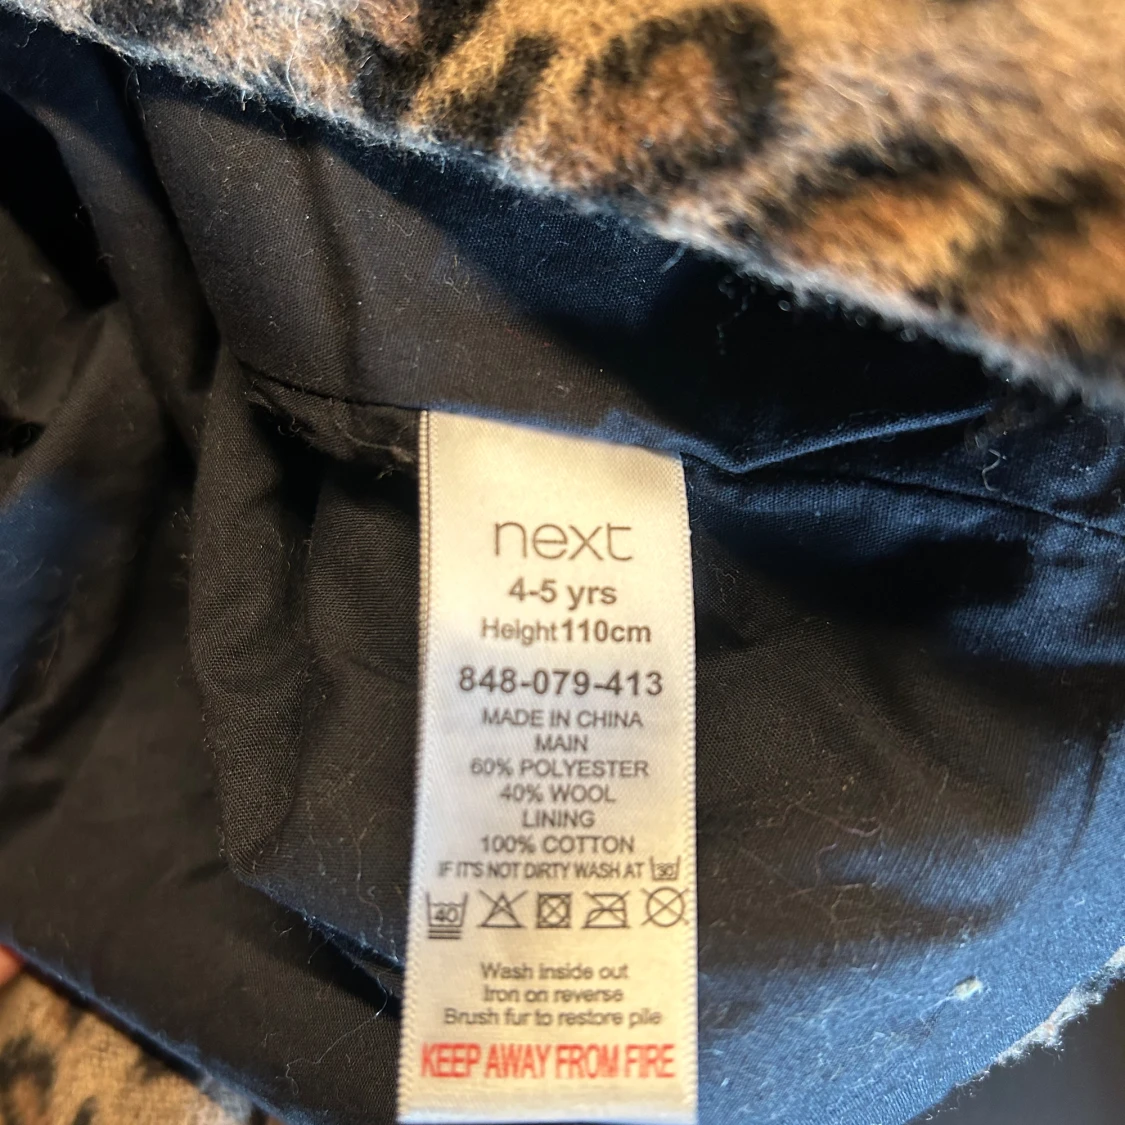 next
4-5 yrs
Height 110cm
848-079-413
MADE IN CHINA
MAIN
60% POLYESTER
40% WOOL
LINING
100% COTTON
IF IT'S NOT DIRTY WASH AT 30
40
Wash inside out
Iron on reverse
Brush fur to restore pile
KEEP AWAY FROM FIRE